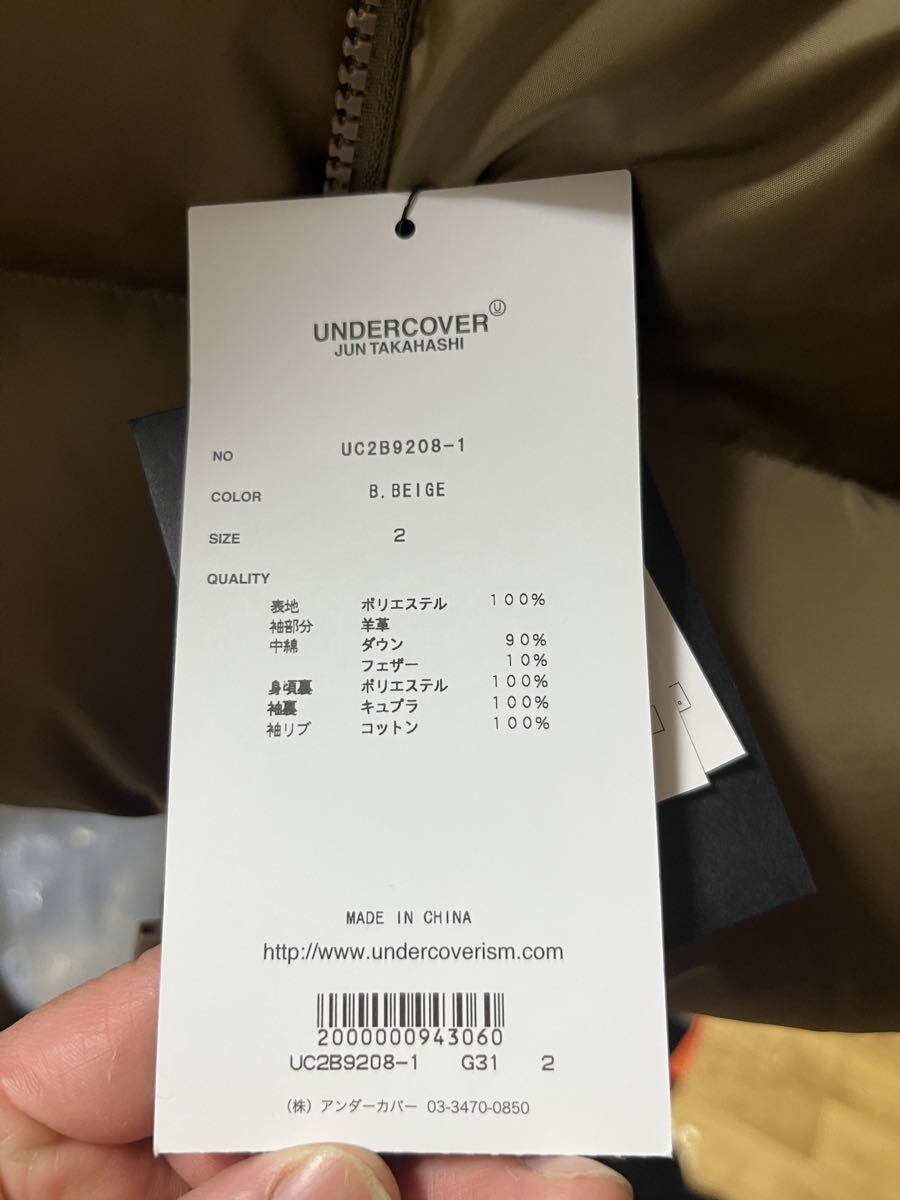 UNDERCOVER Ⓤ
JUN TAKAHASHI
NO UC2B9208-1
COLOR B.BEIGE
SIZE 2
QUALITY
表地 ポリエステル 100%
袖部分 羊革
中綿 ダウン 90%
フェザー 10%
身頃裏 ポリエステル 100%
袖裏 キュプラ 100%
袖リブ コットン 100%
MADE IN CHINA
http://www.undercoverism.com
2000000943060
UC2B9208-1 G31 2
（株）アンダーカバー 03-3470-0850